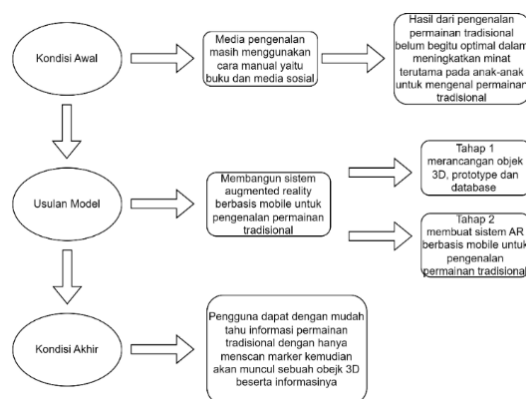 Kondisi Awal
Media pengenalan
masih menggunakan
cara manual yaitu
buku dan media sosial
Hasil dari pengenalan
permainan tradisional
belum begitu optimal dalam
meningkatkan minat
terutama pada anak-anak
untuk mengenal permainan
tradisional
Usulan Model
Membangun sistem
augmented reality
berbasis mobile untuk
pengenalan permainan
tradisional
Tahap 1
merancangan objek
3D, prototype dan
database
Tahap 2
membuat sistem AR
berbasis mobile untuk
pengenalan
permainan tradisional
Kondisi Akhir
Pengguna dapat dengan mudah
tahu informasi permainan
tradisional dengan hanya
menscan marker kemudian
akan muncul sebuah obejk 3D
beserta informasinya